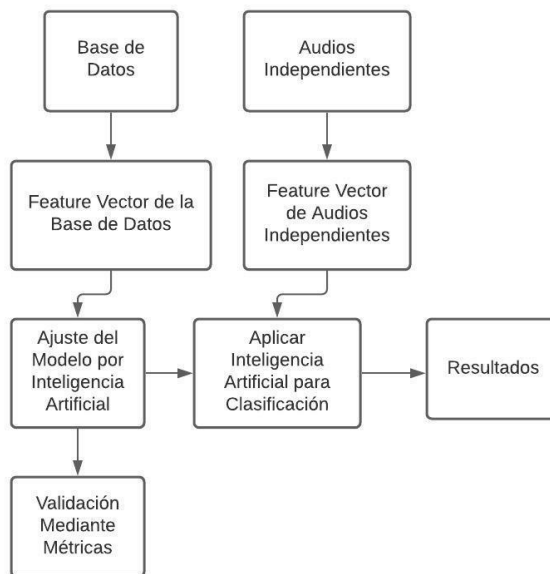 Base de
Datos
Audios
Independientes
Feature Vector de la
Base de Datos
Feature Vector
de Audios
Independientes
Ajuste del
Modelo por
Inteligencia
Artificial
Aplicar
Inteligencia
Artificial para
Clasificación
Resultados
Validación
Mediante
Métricas